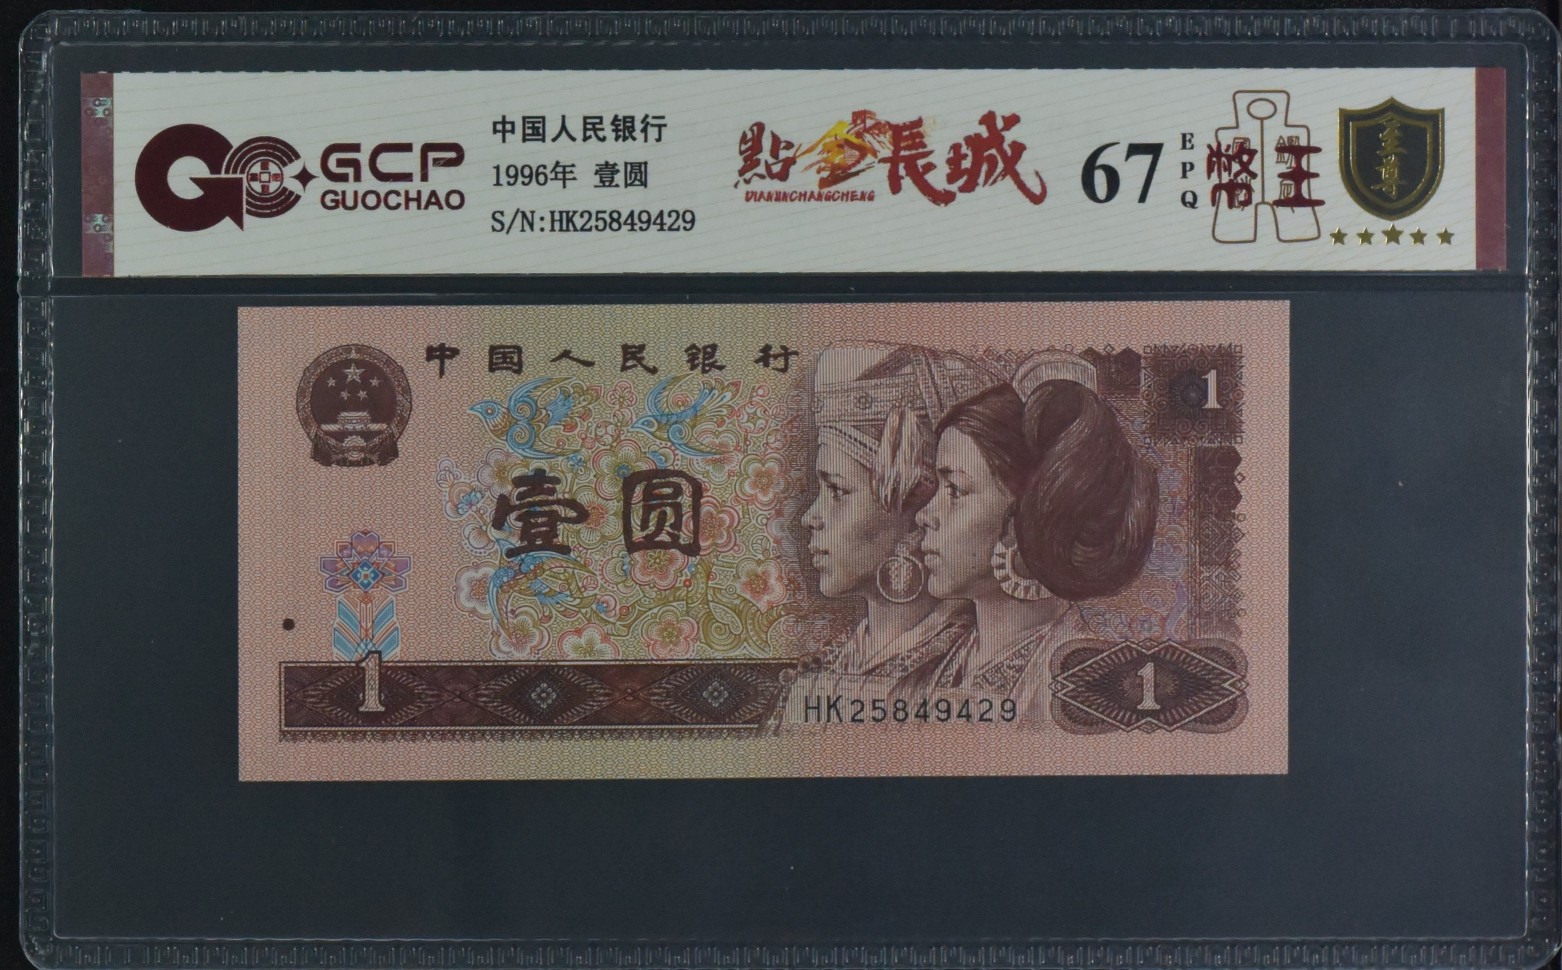 GCP
GUOCHAO
中国人民银行
1996年 壹圆
S/N:HK25849429
點金長城
DIANJINCHANGCHENG
67
EPQ
幣王
至尊
中国人民银行
1
壹圆
1
HK25849429
1